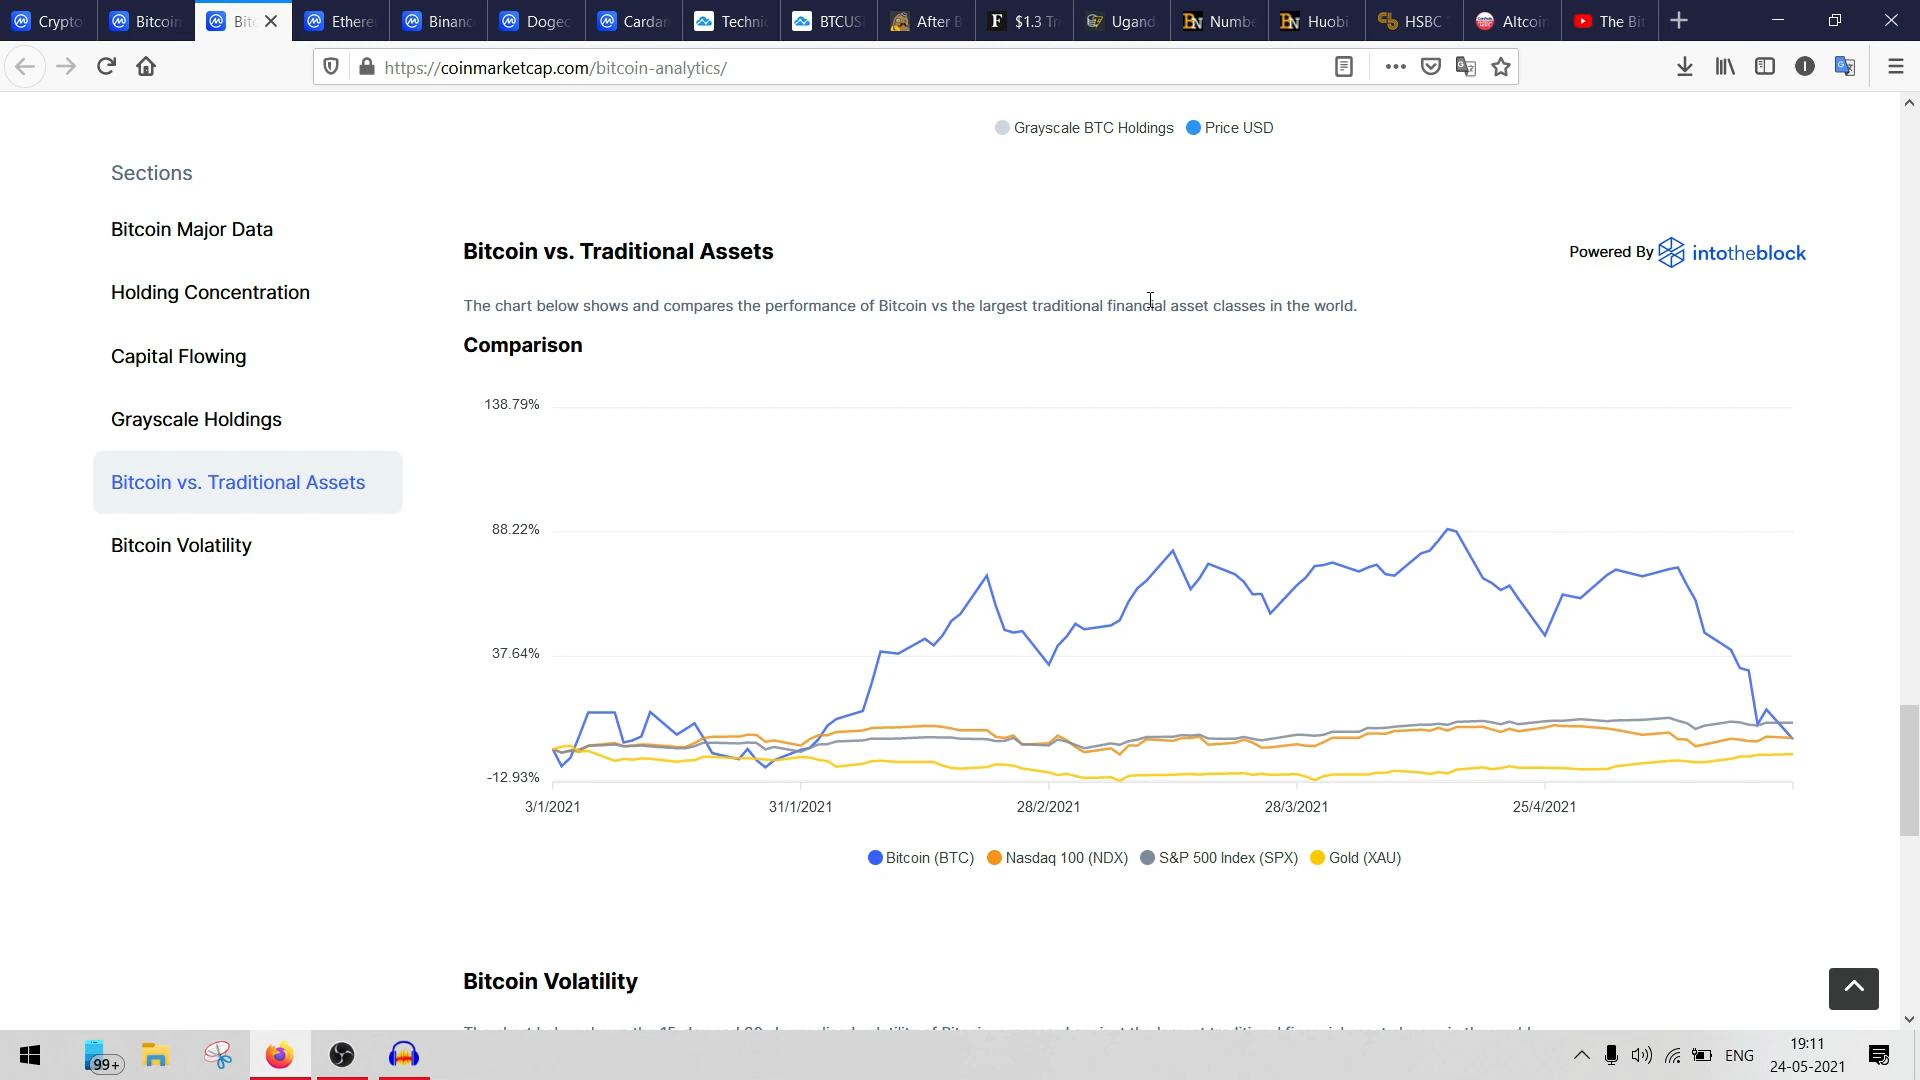 Crypto
Bitcoin
Bit
Ethere
Binanc
Doge
Cardan
Techni
BTCUS
After B
$1.3 Tr
Ugand
Numbe
Huobi
HSBC
Altcoin
The Bit
https://coinmarketcap.com/bitcoin-analytics/
Grayscale BTC Holdings Price USD
Sections
Bitcoin Major Data
Holding Concentration
Capital Flowing
Grayscale Holdings
Bitcoin vs. Traditional Assets
Bitcoin Volatility
Bitcoin vs. Traditional Assets
Powered By intotheblock
The chart below shows and compares the performance of Bitcoin vs the largest traditional financial asset classes in the world.
Comparison
138.79%
88.22%
37.64%
-12.93%
3/1/2021 31/1/2021 28/2/2021 28/3/2021 25/4/2021
Bitcoin (BTC) Nasdaq 100 (NDX) S&P 500 Index (SPX) Gold (XAU)
Bitcoin Volatility
99+
ENG
19:11
24-05-2021